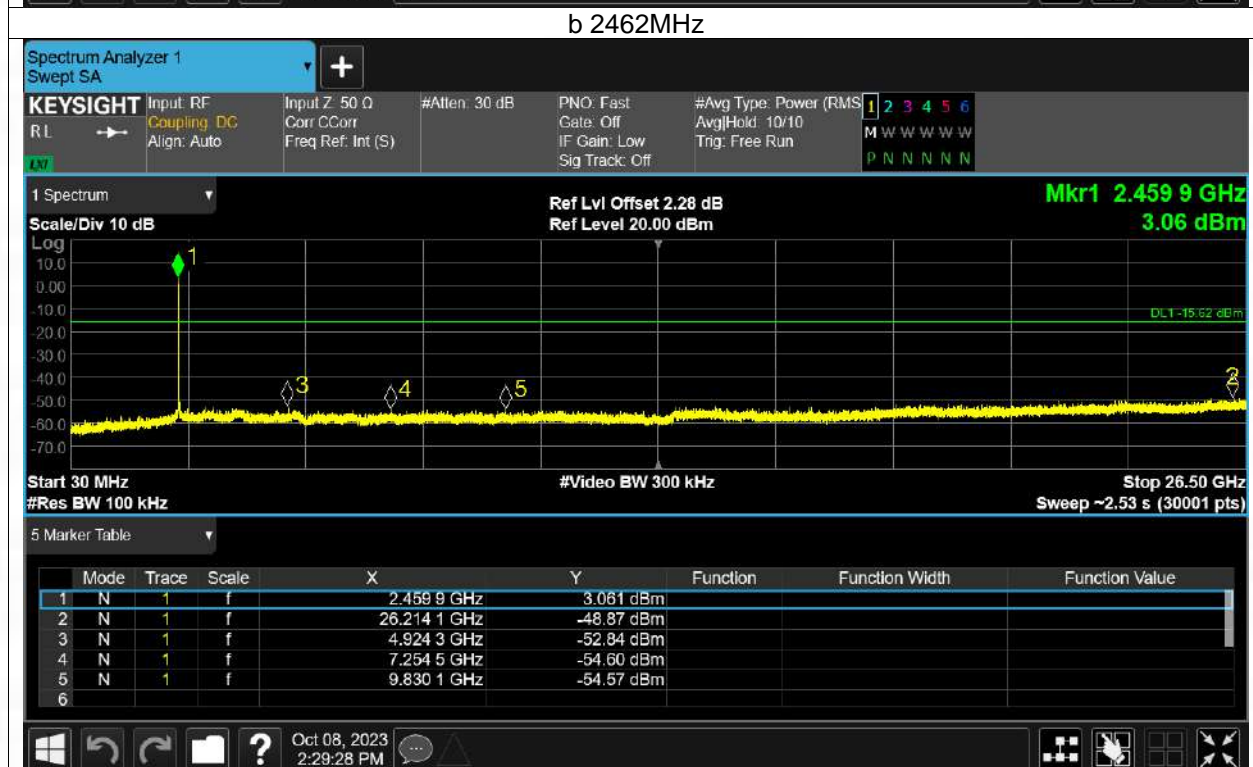 b 2462MHz
Spectrum Analyzer 1
Swept SA
+
KEYSIGHT Input: RF Input Z: 50 Ω #Atten: 30 dB PNO: Fast #Avg Type: Power (RMS 1 2 3 4 5 6
RL Coupling: DC Corr CCorr Gate: Off Avg|Hold: 10/10 M W W W W W
Align: Auto Freq Ref: Int (S) IF Gain: Low Trig: Free Run
Sig Track: Off P N N N N N
1 Spectrum Ref Lvl Offset 2.28 dB Mkr1 2.459 9 GHz
Scale/Div 10 dB Ref Level 20.00 dBm 3.06 dBm
Log
1
10.0
0.00
-10.0
DL1 -15.62 dBm
-20.0
-30.0
-40.0
3 4 5 2
-50.0
-60.0
-70.0
Start 30 MHz #Video BW 300 kHz Stop 26.50 GHz
#Res BW 100 kHz Sweep ~2.53 s (30001 pts)
5 Marker Table
Mode Trace Scale X Y Function Function Width Function Value
1 N 1 f 2.459 9 GHz 3.061 dBm
2 N 1 f 26.214 1 GHz -48.87 dBm
3 N 1 f 4.924 3 GHz -52.84 dBm
4 N 1 f 7.254 5 GHz -54.60 dBm
5 N 1 f 9.830 1 GHz -54.57 dBm
6
? Oct 08, 2023
2:29:28 PM